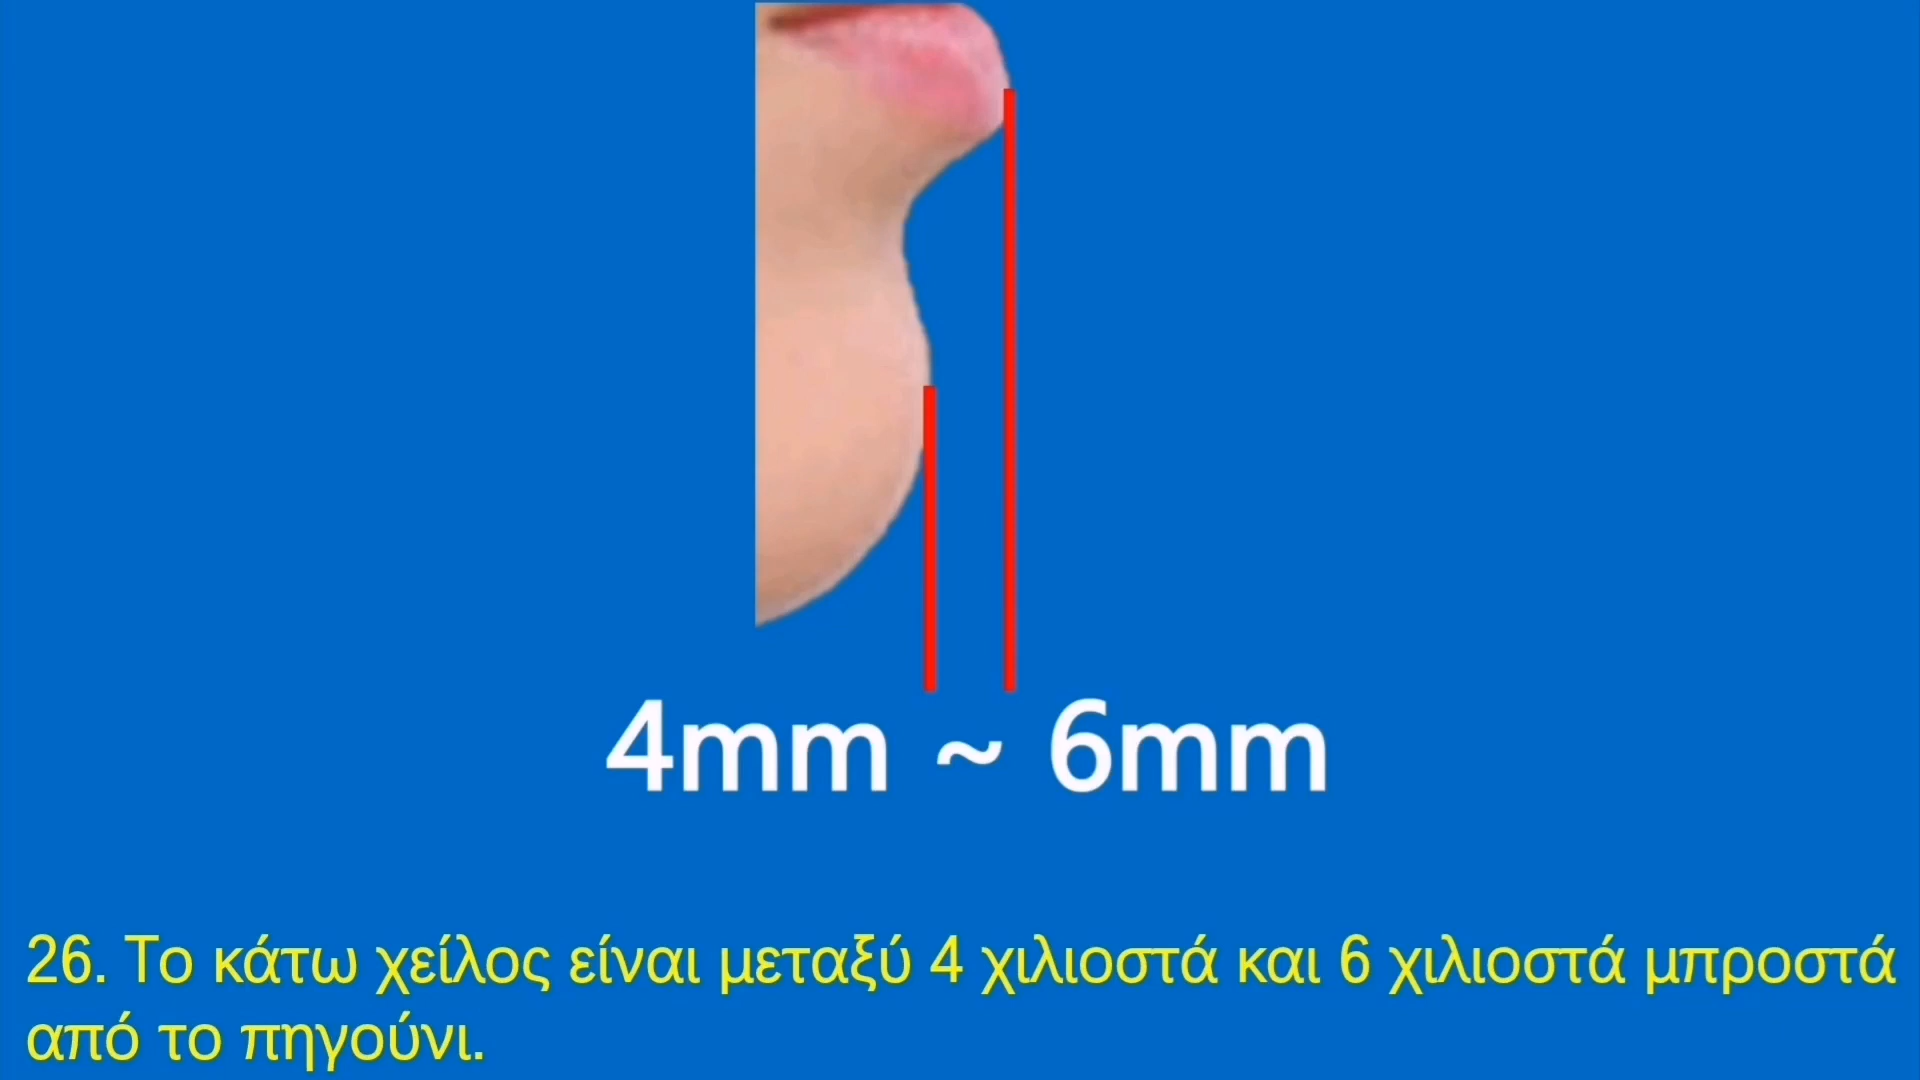 4mm ~ 6mm
26. Το κάτω χείλος είναι μεταξύ 4 χιλιοστά και 6 χιλιοστά μπροστά
από το πηγούνι.